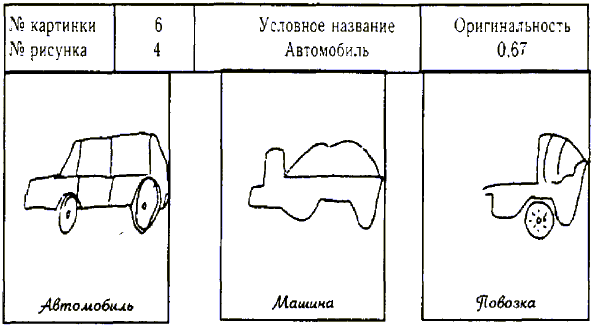 № картинки 6 Условное название Оригинальность
№ рисунка 4 Автомобиль 0,67
Автомобиль Машина Повозка